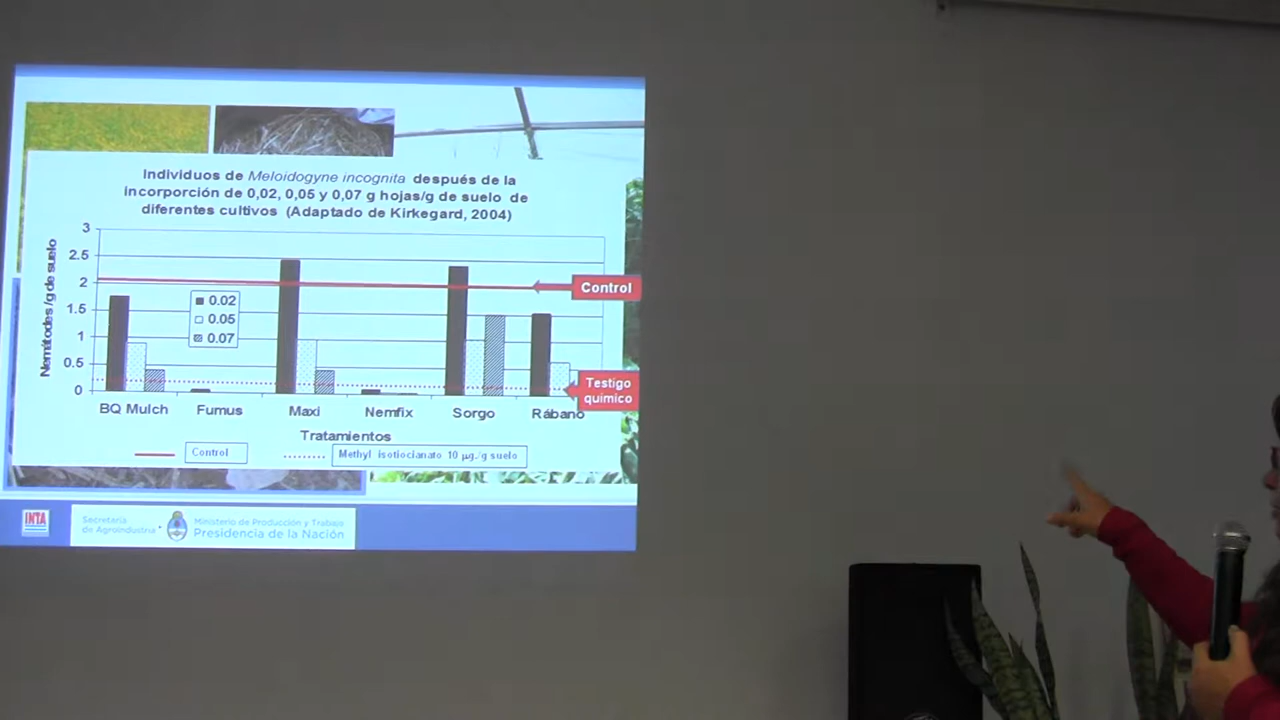 Individuos de Meloidogyne incognita después de la
incorporción de 0,02, 0,05 y 0,07 g hojas/g de suelo de
diferentes cultivos (Adaptado de Kirkegard, 2004)
Nemátodes /g de suelo
3
2.5
2
1.5
1
0.5
0
0.02
0.05
0.07
Control
Testigo
químico
BQ Mulch
Fumus
Maxi
Nemfix
Sorgo
Rábano
Tratamientos
Control
Methyl isotiocianato 10 µg./g suelo
INTA
Secretaría
de Agroindustria
Ministerio de Producción y Trabajo
Presidencia de la Nación